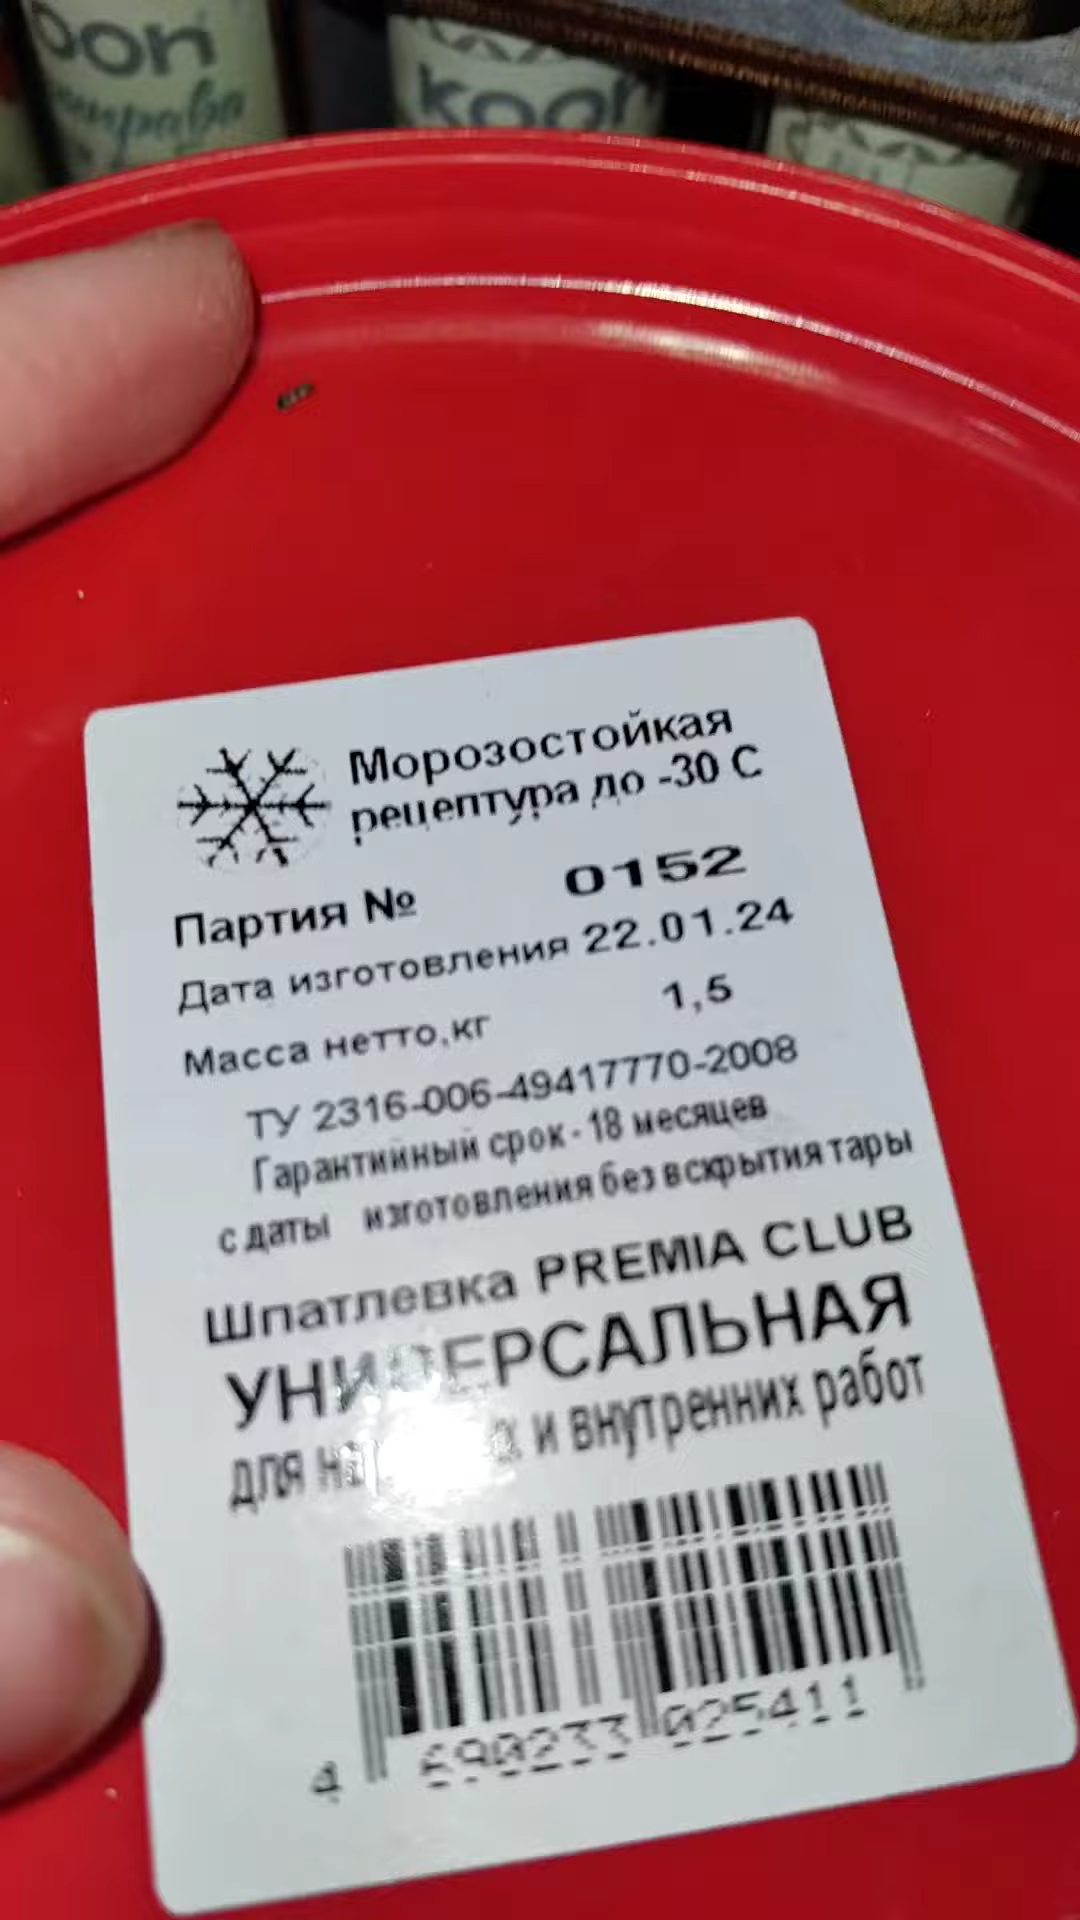 oon
koon
Морозостойкая
рецептура до -30 С
Партия № 0152
Дата изготовления 22.01.24
Масса нетто,кг 1,5
ТУ 2316-006-49417770-2008
Гарантийный срок - 18 месяцев
с даты изготовления без вскрытия тары
Шпатлевка PREMIA CLUB
УНИВЕРСАЛЬНАЯ
для и внутренних работ
4 690233 025411